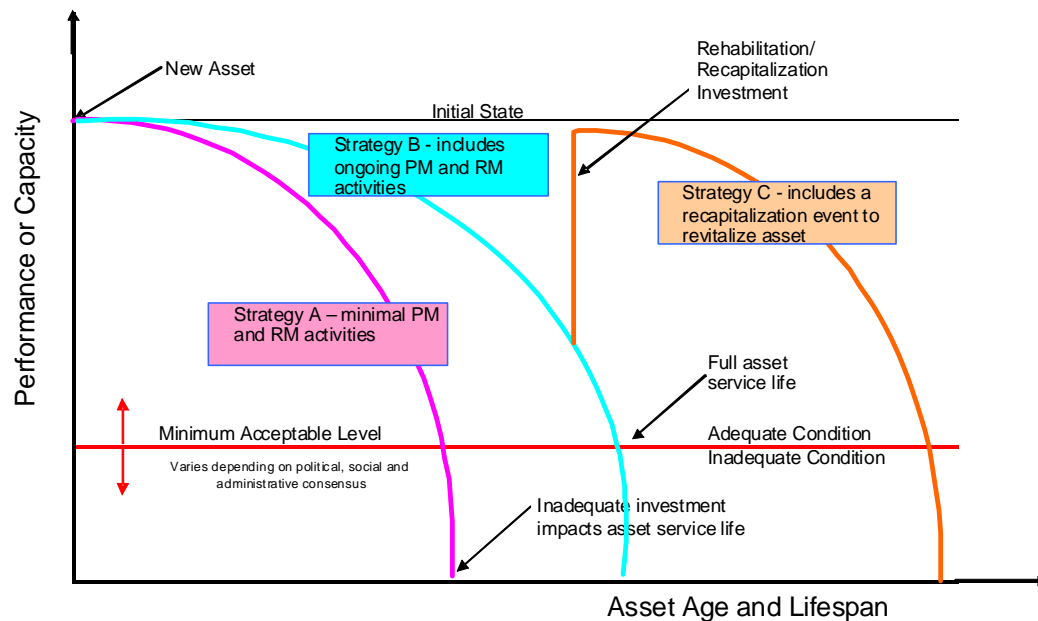 New Asset
Rehabilitation/
Recapitalization
Investment
Initial State
Strategy B - includes
ongoing PM and RM
activities
Strategy C - includes a
recapitalization event to
revitalize asset
Performance or Capacity
Strategy A – minimal PM
and RM activities
Full asset
service life
Minimum Acceptable Level
Adequate Condition
Inadequate Condition
Varies depending on political, social and
administrative consensus
Inadequate investment
impacts asset service life
Asset Age and Lifespan